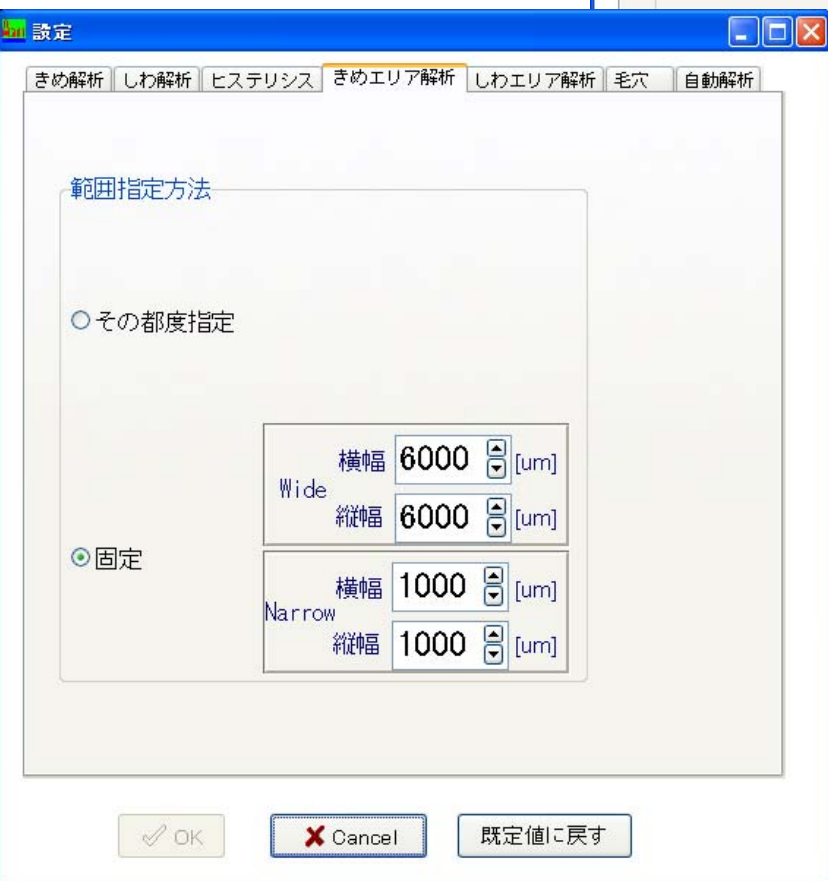 設定
きめ解析 しわ解析 ヒステリシス きめエリア解析 しわエリア解析 毛穴 自動解析
範囲指定方法
その都度指定
固定
Wide
横幅 6000 [um]
縦幅 6000 [um]
Narrow
横幅 1000 [um]
縦幅 1000 [um]
OK Cancel 既定値に戻す